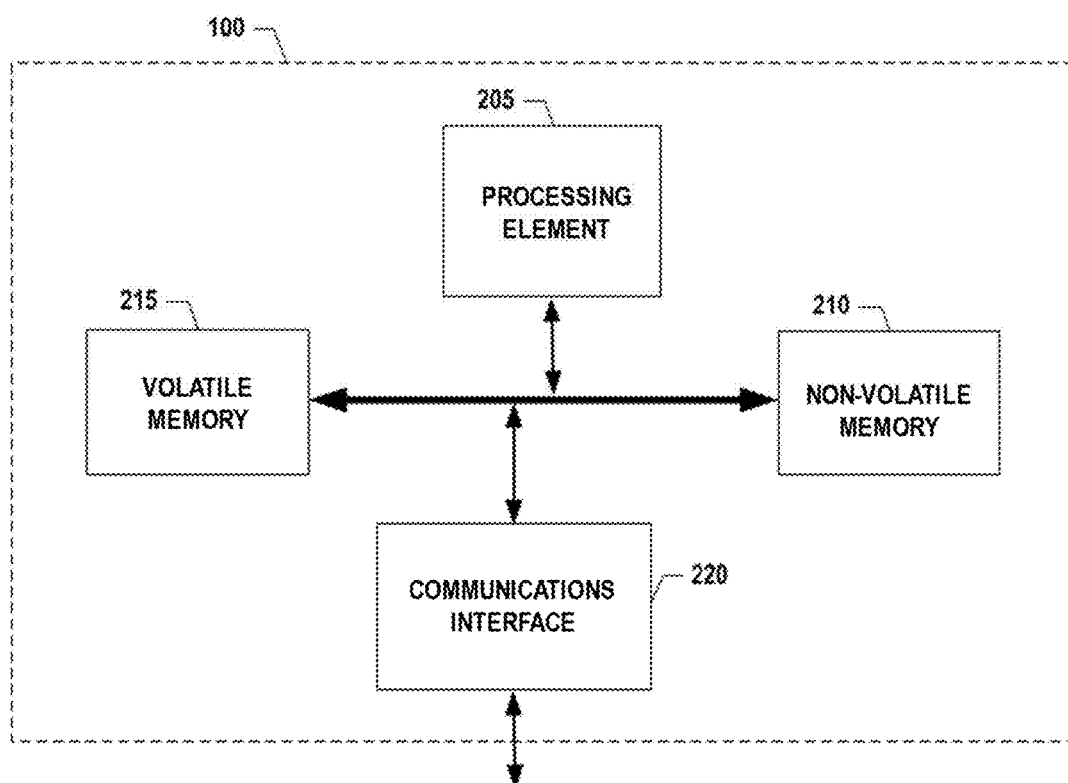 100
205
PROCESSING
ELEMENT
215
VOLATILE
MEMORY
210
NON-VOLATILE
MEMORY
COMMUNICATIONS
INTERFACE
220